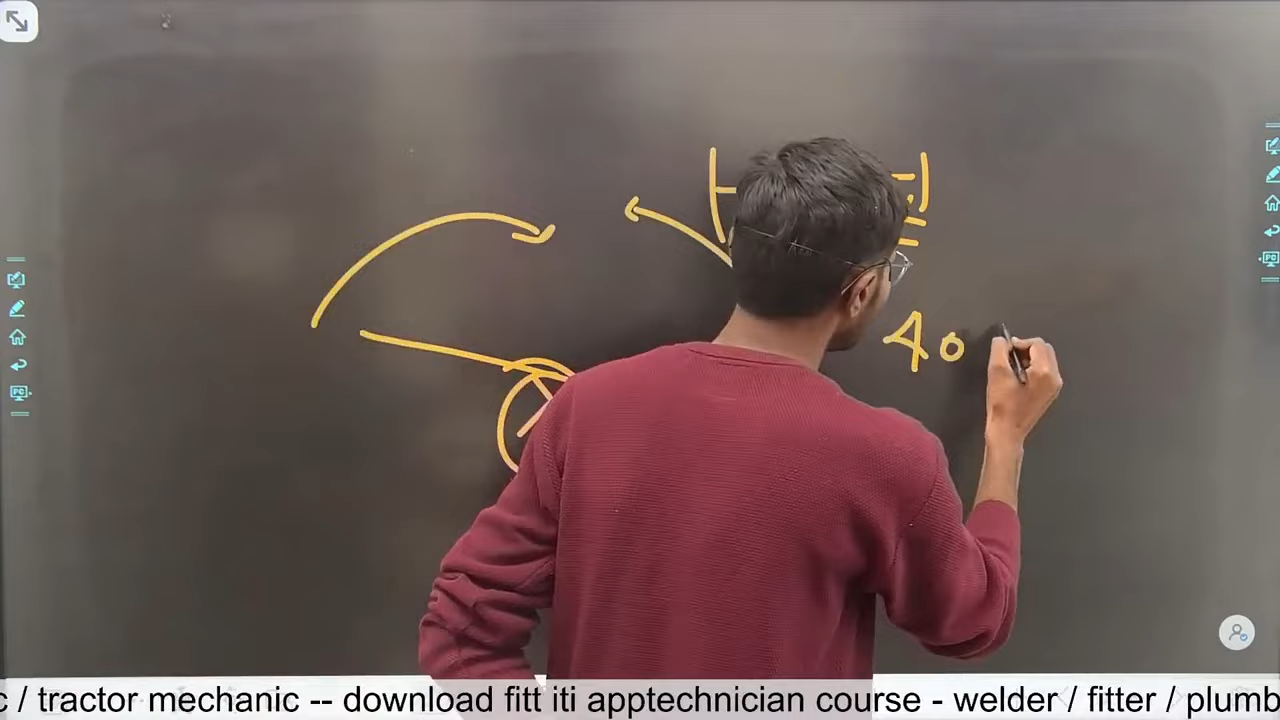 40
c / tractor mechanic -- download fitt iti apptechnician course - welder / fitter / plumb